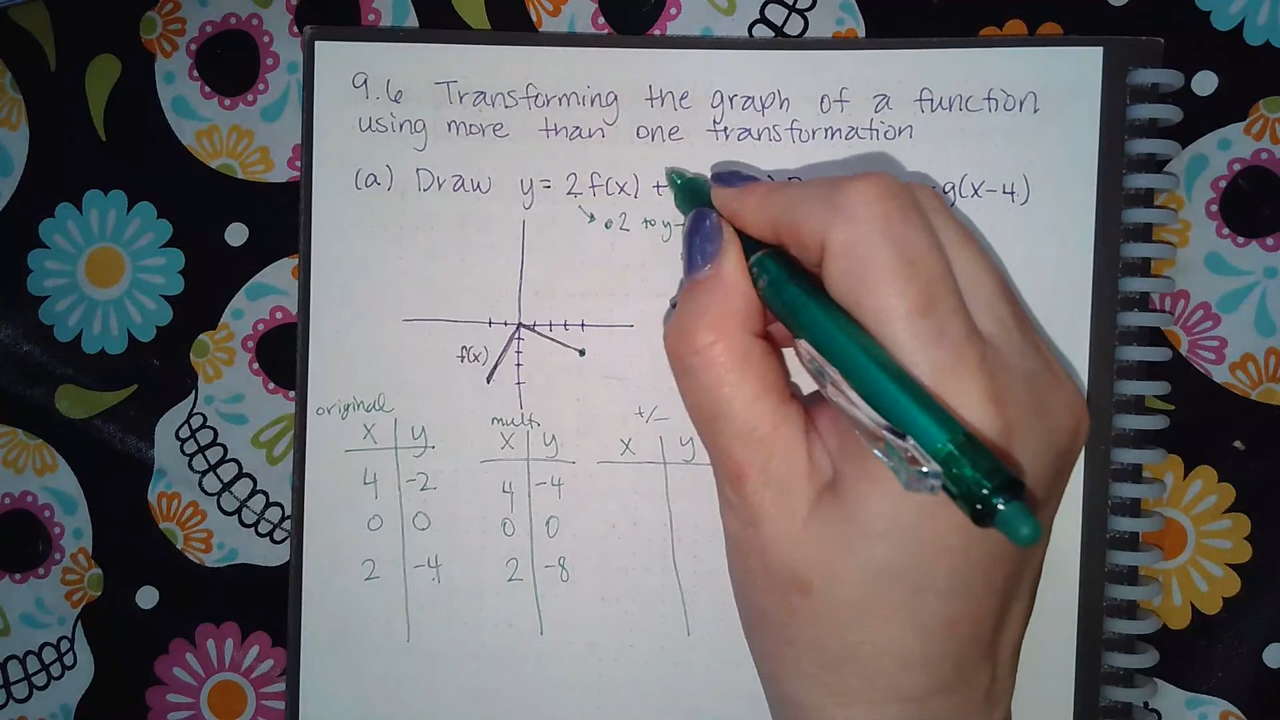 9.6 Transforming the graph of a function
using more than one transformation
(a) Draw y = 2f(x) +
g(x-4)
•2 to y-
f(x)
original
x y
4 -2
0 0
2 -4
mult.
x y
4 -4
0 0
2 -8
+/-
x y